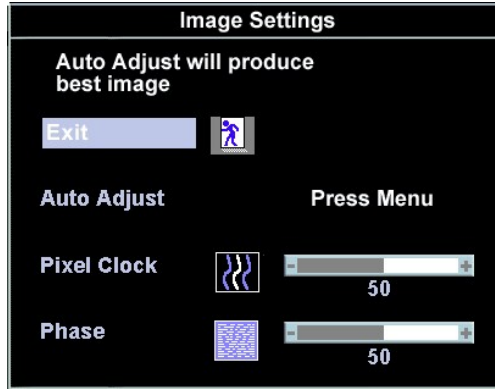 Image Settings
Auto Adjust will produce
best image
Exit
Auto Adjust Press Menu
Pixel Clock - +
50
Phase - +
50